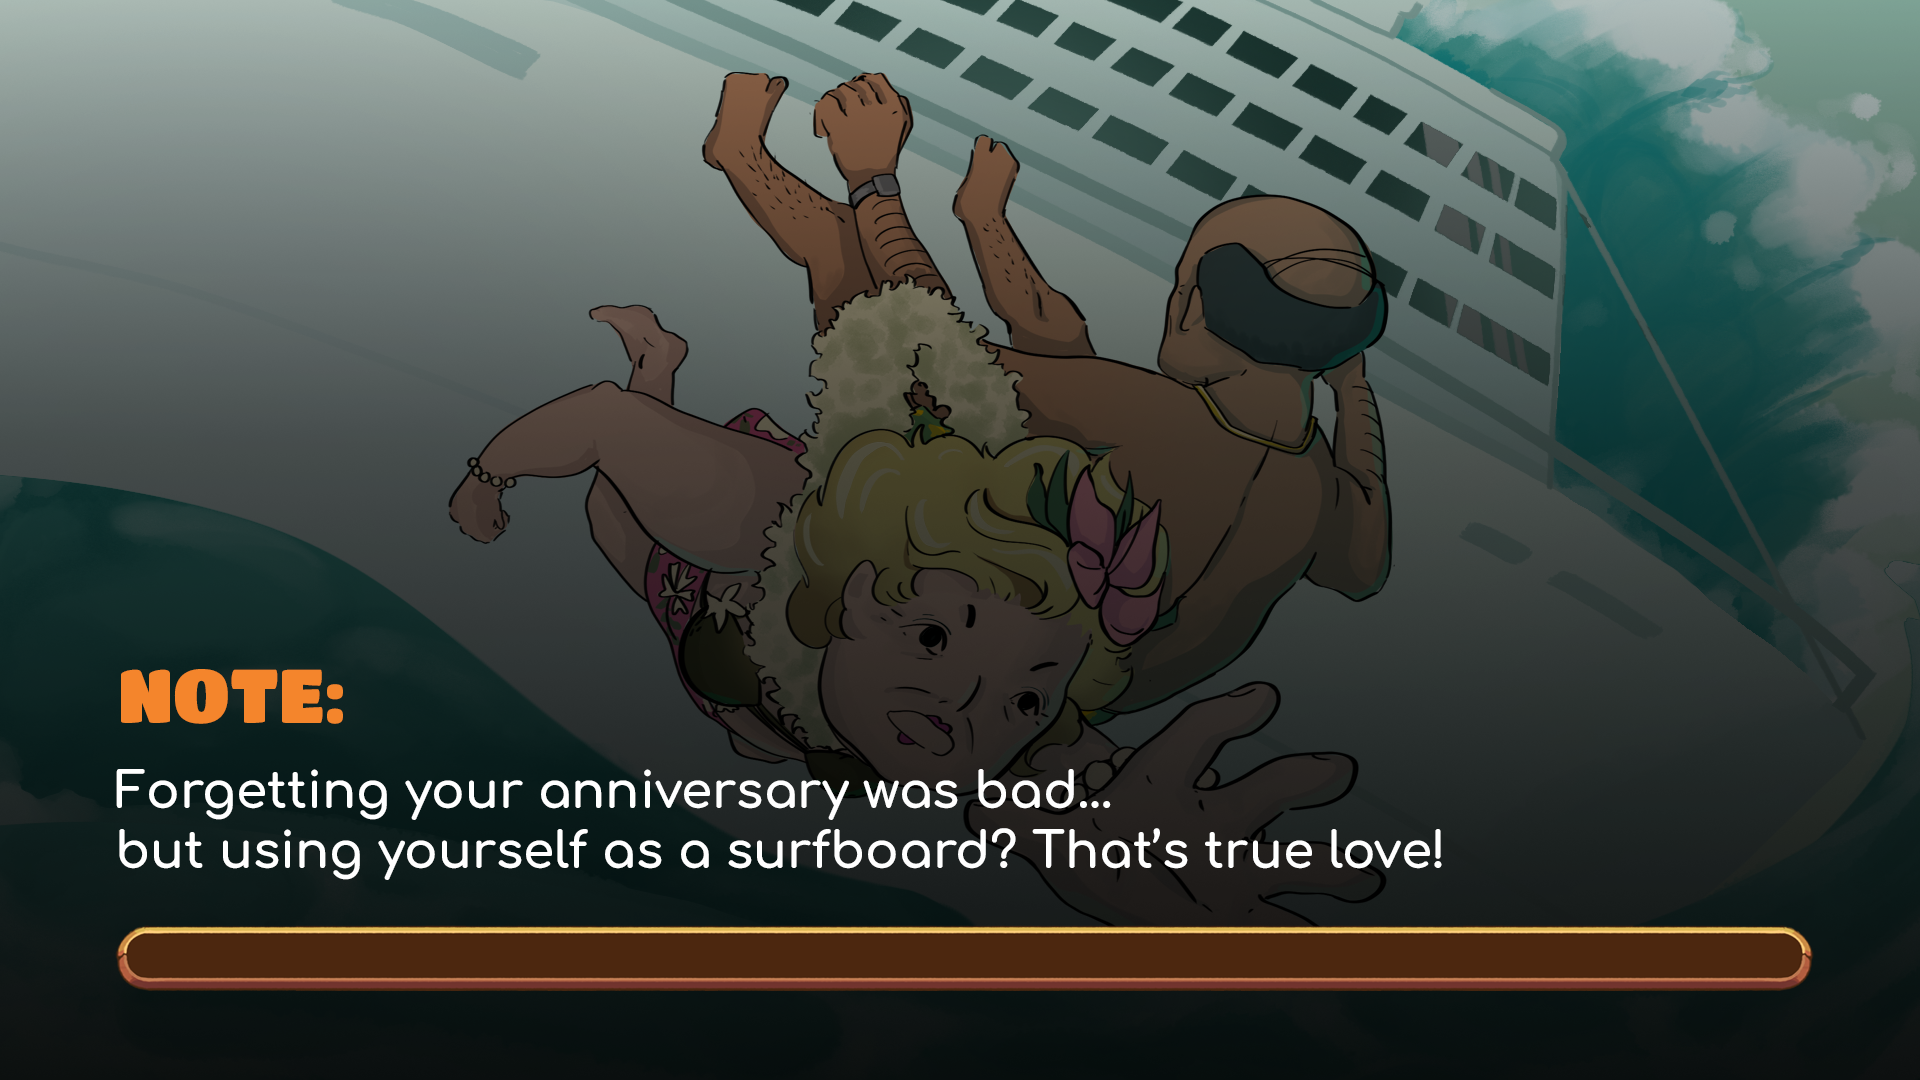 NOTE:
Forgetting your anniversary was bad...
but using yourself as a surfboard? That's true love!